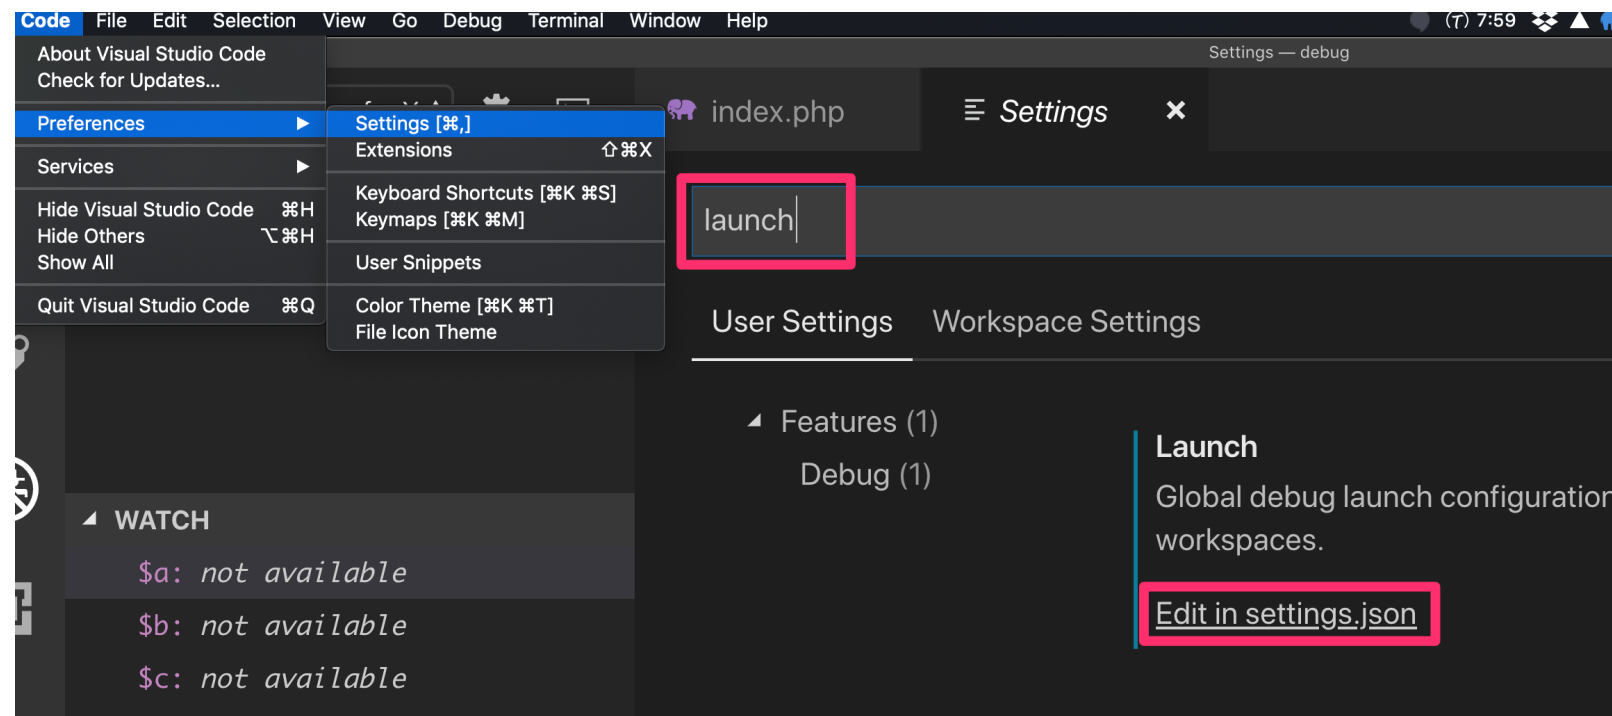 Code File Edit Selection View Go Debug Terminal Window Help 7:59
Settings — debug
About Visual Studio Code
Check for Updates...
Preferences ▶
Services ▶
Hide Visual Studio Code ⌘H
Hide Others ⌥⌘H
Show All
Quit Visual Studio Code ⌘Q
Settings [⌘,]
Extensions ⇧⌘X
Keyboard Shortcuts [⌘K ⌘S]
Keymaps [⌘K ⌘M]
User Snippets
Color Theme [⌘K ⌘T]
File Icon Theme
index.php Settings
launch
User Settings Workspace Settings
Features (1)
Debug (1)
Launch
Global debug launch configuration
workspaces.
Edit in settings.json
WATCH
$a: not available
$b: not available
$c: not available